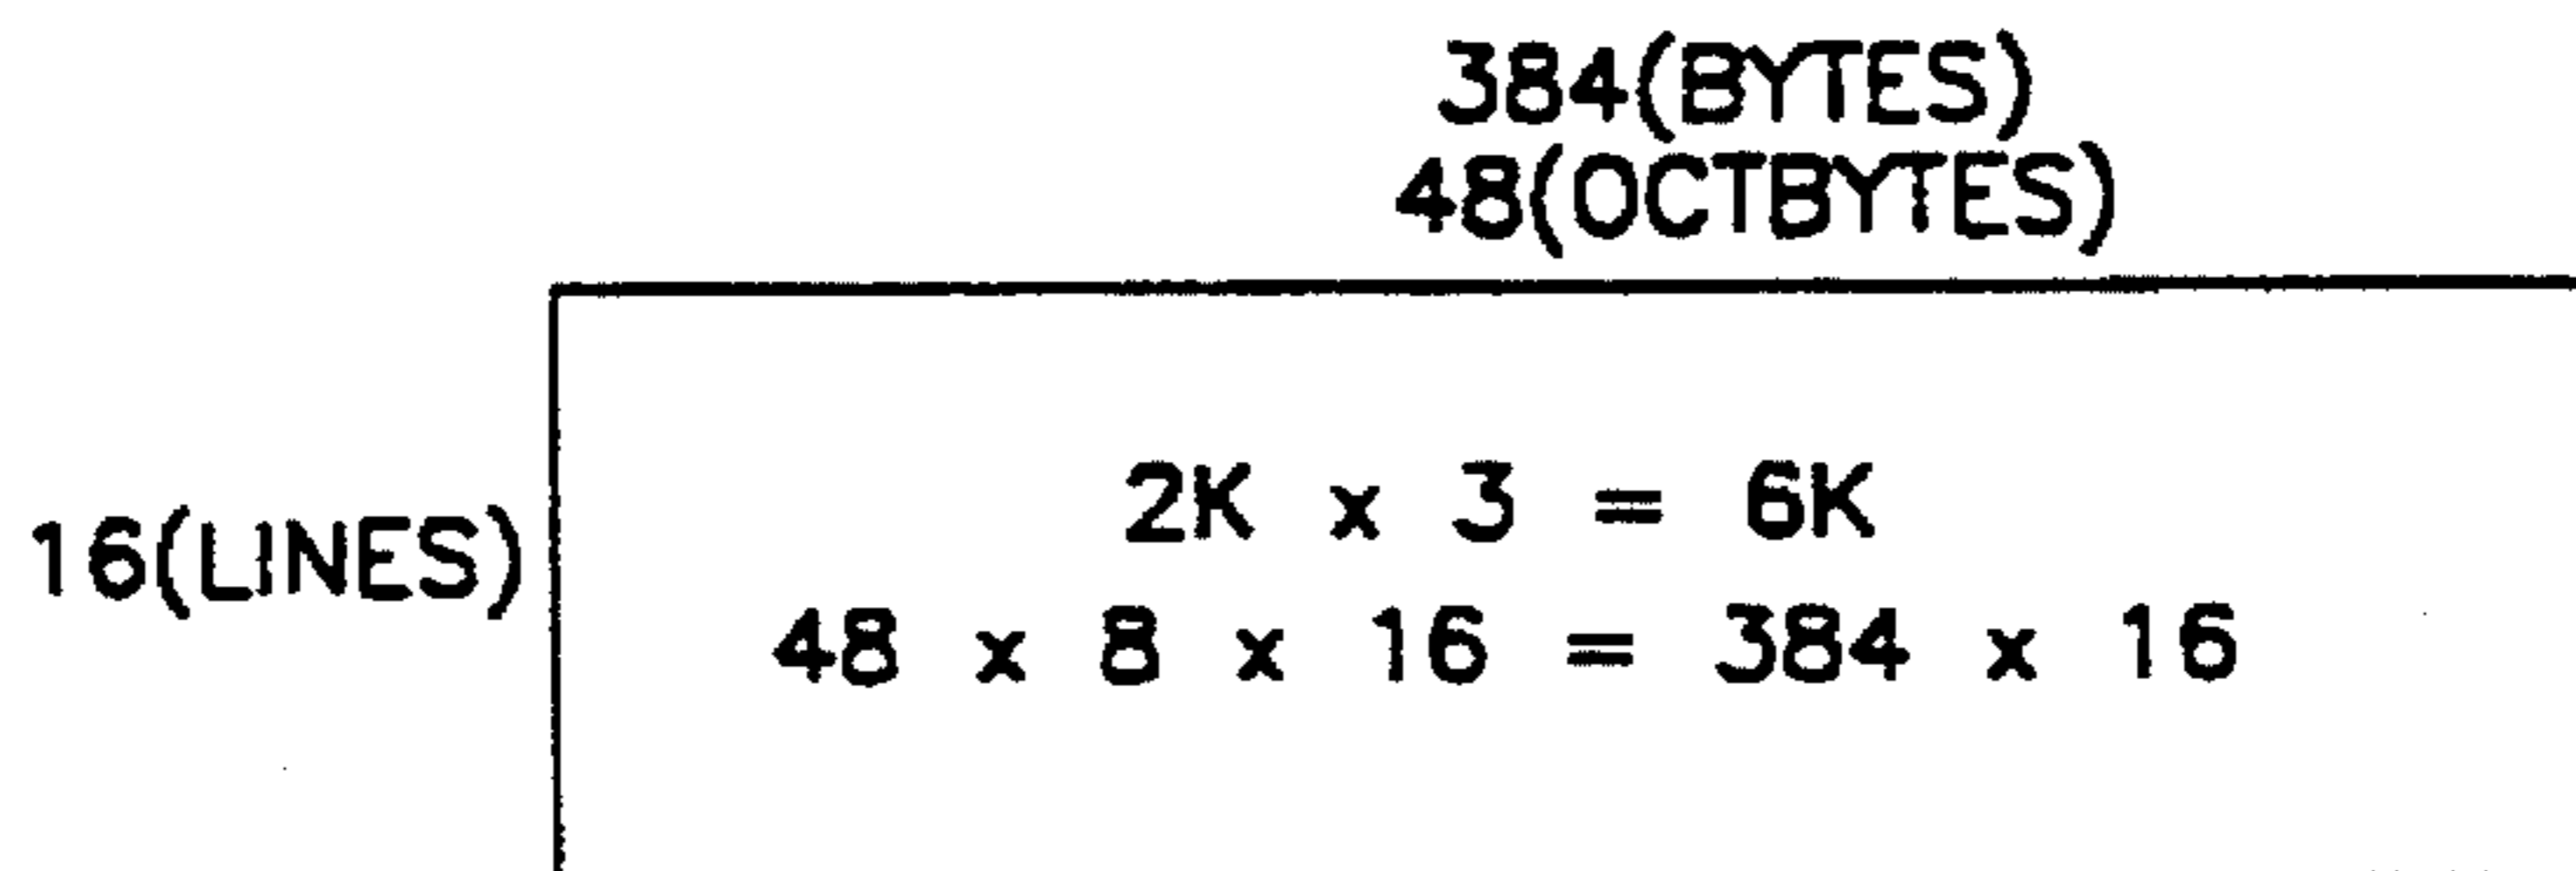 384(BYTES)
48(OCTBYTES)
16(LINES)
2K x 3 = 6K
48 x 8 x 16 = 384 x 16